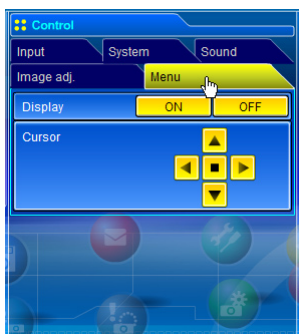 Control
Input System Sound
Image adj. Menu
Display ON OFF
Cursor